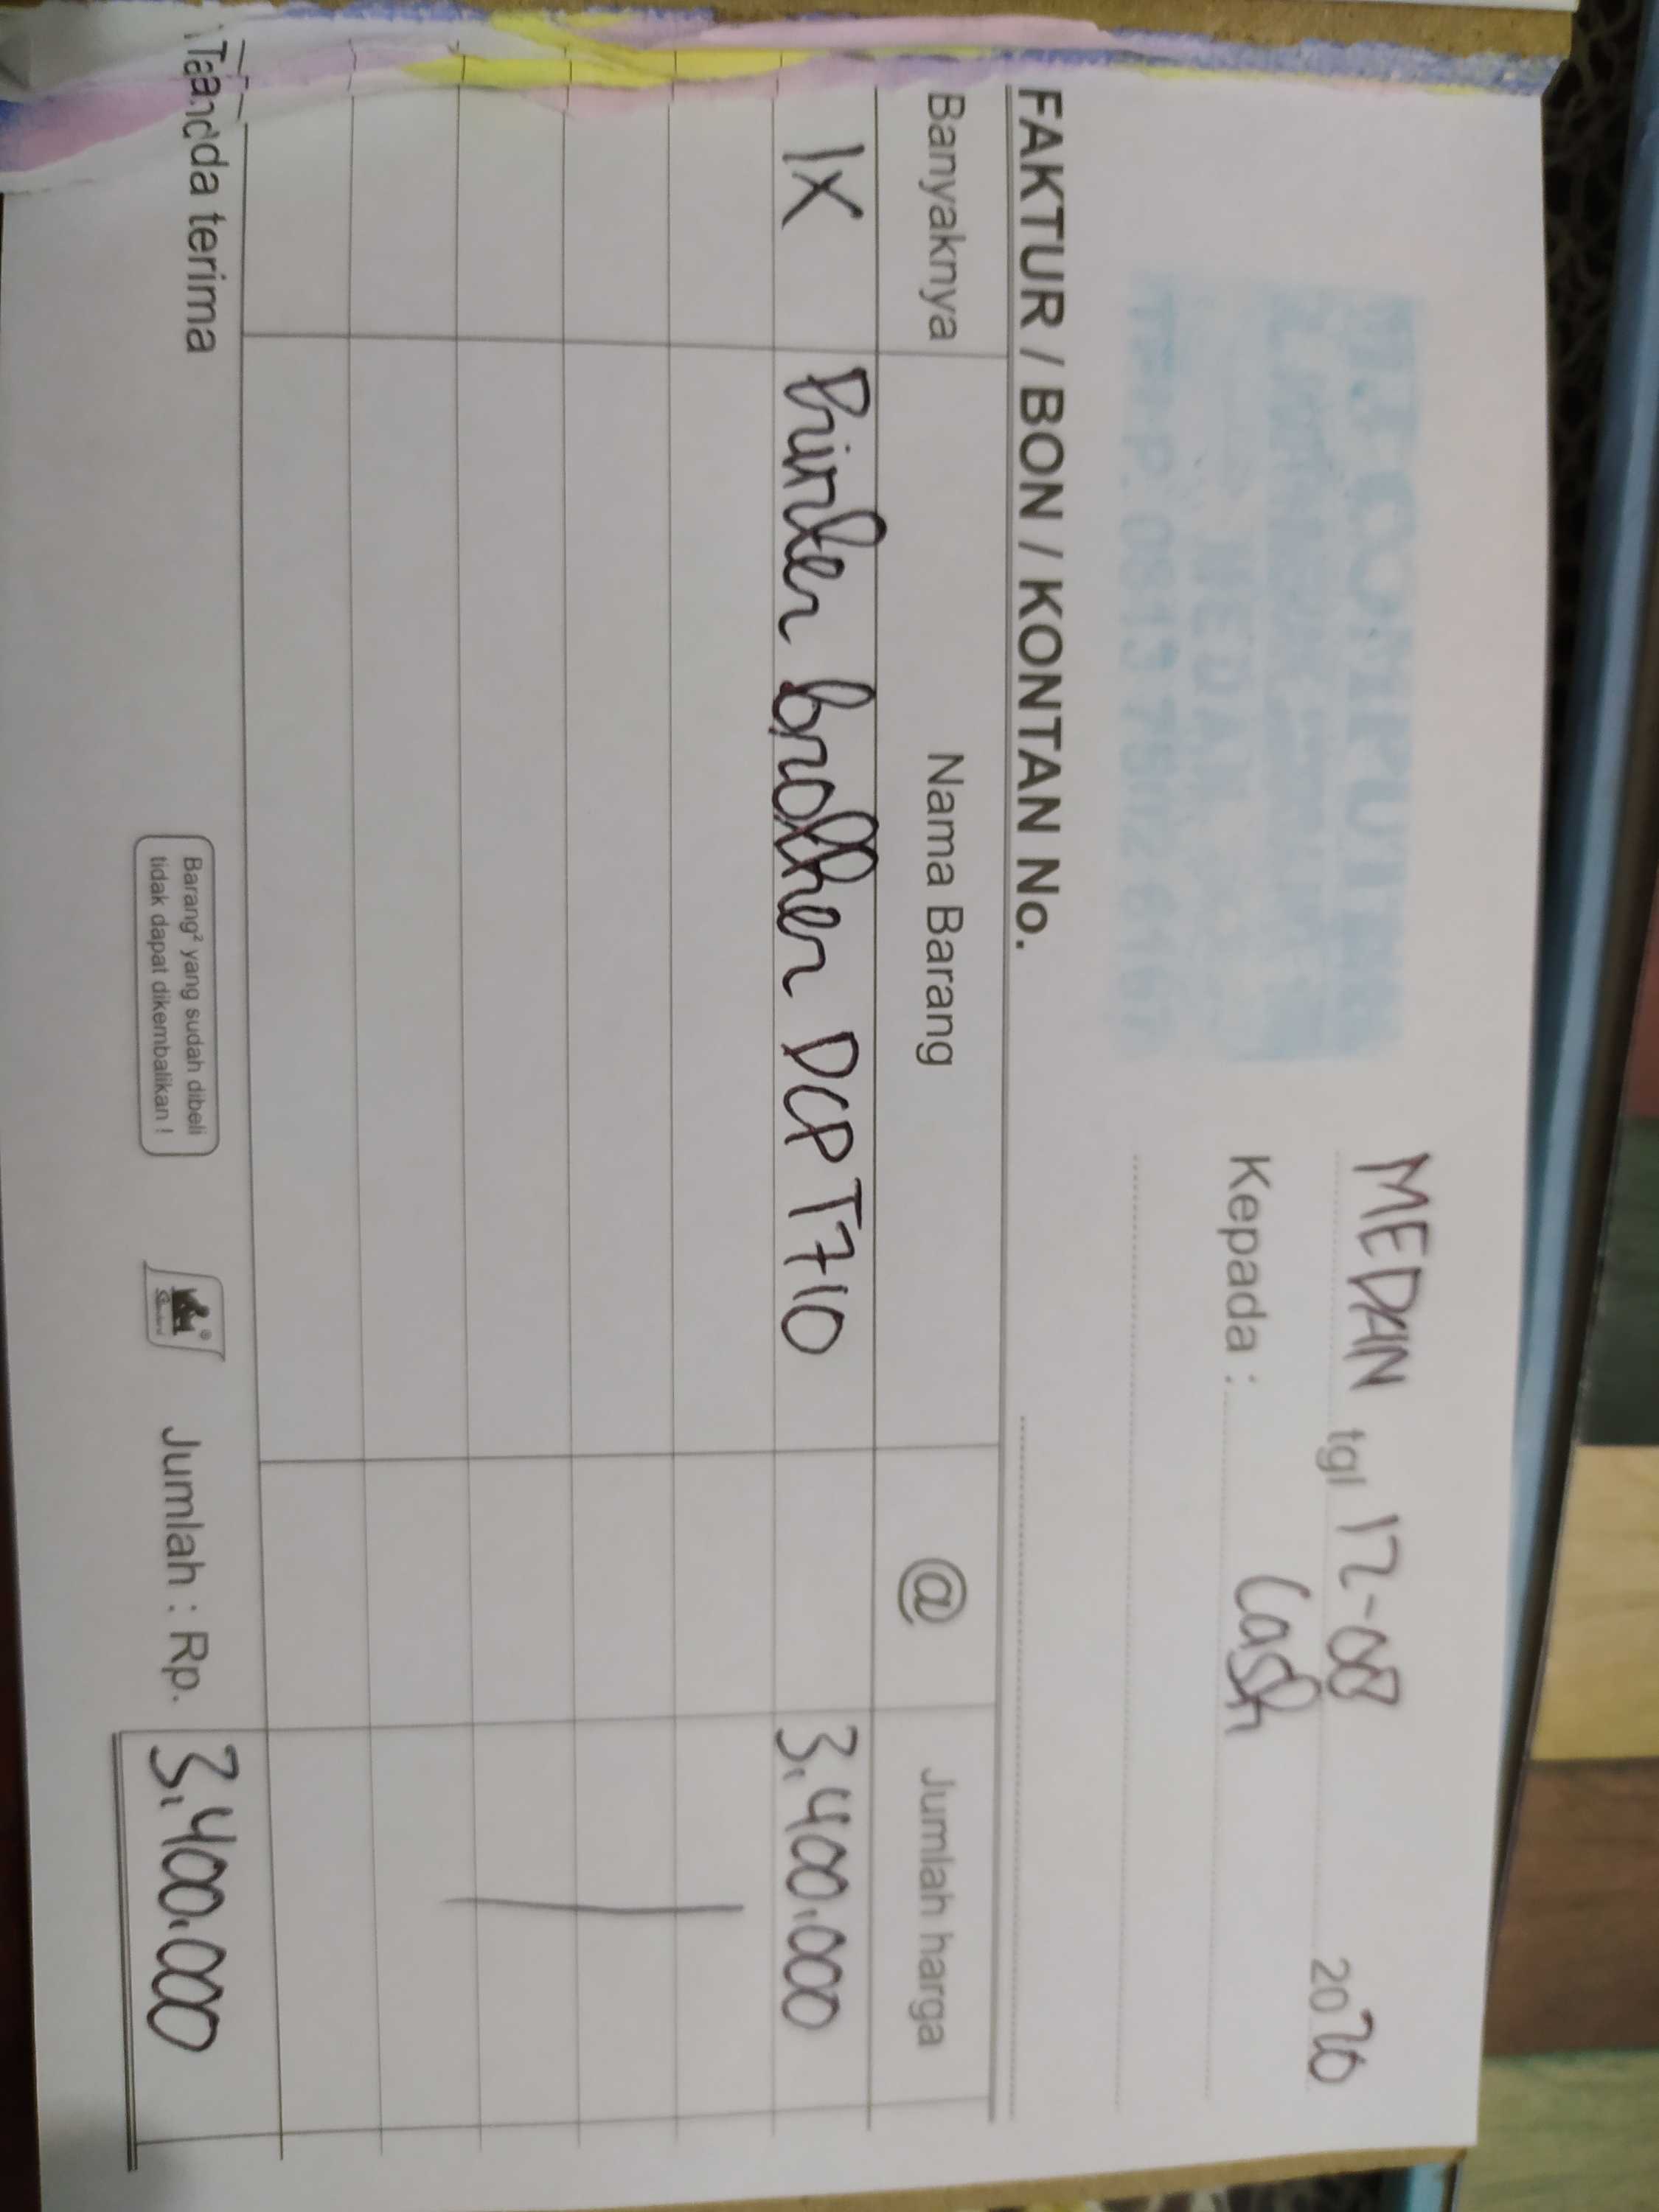 COMPUTER
MEDAN
MEDAN tgl 12-08 2020
Kepada : Cash
FAKTUR / BON / KONTAN No.
Banyaknya Nama Barang @ Jumlah harga
1x Printer brother DCP T710 3.400.000
Tanda terima
Barang² yang sudah dibeli
tidak dapat dikembalikan !
Jumlah : Rp. 3.400.000